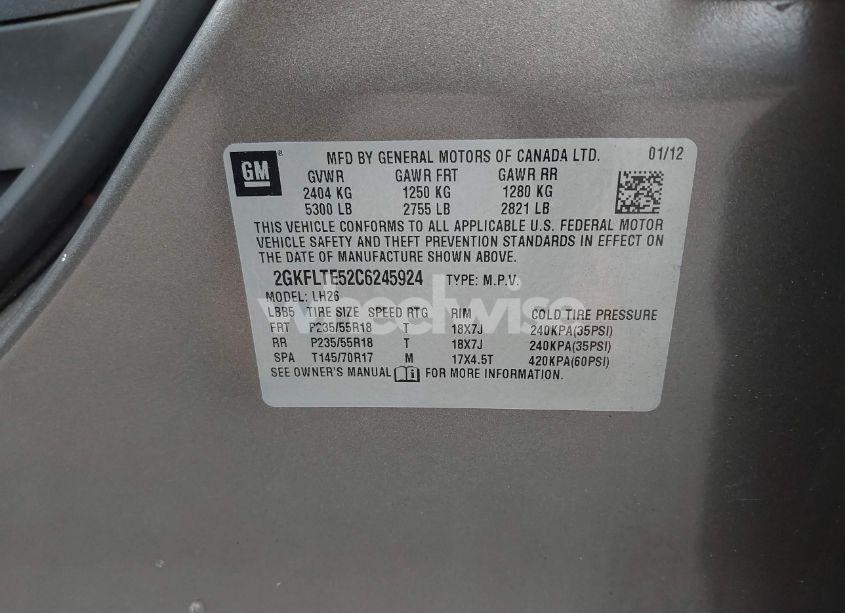 GM ® MFD BY GENERAL MOTORS OF CANADA LTD. 01/12
GVWR GAWR FRT GAWR RR
2404 KG 1250 KG 1280 KG
5300 LB 2755 LB 2821 LB
THIS VEHICLE CONFORMS TO ALL APPLICABLE U.S. FEDERAL MOTOR
VEHICLE SAFETY AND THEFT PREVENTION STANDARDS IN EFFECT ON
THE DATE OF MANUFACTURE SHOWN ABOVE.
2GKFLTE52C6245924 TYPE: M.P.V.
MODEL: LH26
wheelwise
LBB5 TIRE SIZE SPEED RTG RIM COLD TIRE PRESSURE
FRT P235/55R18 T 18X7J 240KPA(35PSI)
RR P235/55R18 T 18X7J 240KPA(35PSI)
SPA T145/70R17 M 17X4.5T 420KPA(60PSI)
SEE OWNER'S MANUAL FOR MORE INFORMATION.